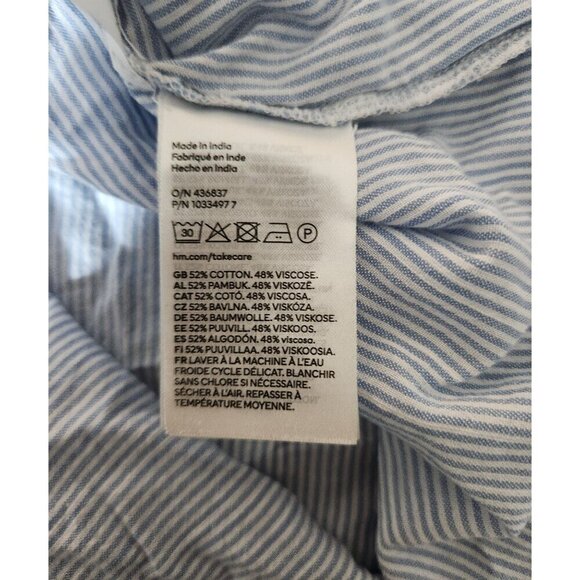 Made in India
Fabriqué en Inde
Hecho en India
O/N 436837
P/N 1033497 7
30
P
hm.com/takecare
GB 52% COTTON. 48% VISCOSE.
AL 52% PAMBUK. 48% VISKOZË.
CAT 52% COTÓ. 48% VISCOSA.
CZ 52% BAVLNA. 48% VISKÓZA.
DE 52% BAUMWOLLE. 48% VISKOSE.
EE 52% PUUVILL. 48% VISKOOS.
ES 52% ALGODÓN. 48% viscosa.
FI 52% PUUVILLAA. 48% VISKOOSIA.
FR LAVER À LA MACHINE À L'EAU
FROIDE CYCLE DÉLICAT. BLANCHIR
SANS CHLORE SI NÉCESSAIRE.
SÉCHER À L'AIR. REPASSER À
TEMPÉRATURE MOYENNE.